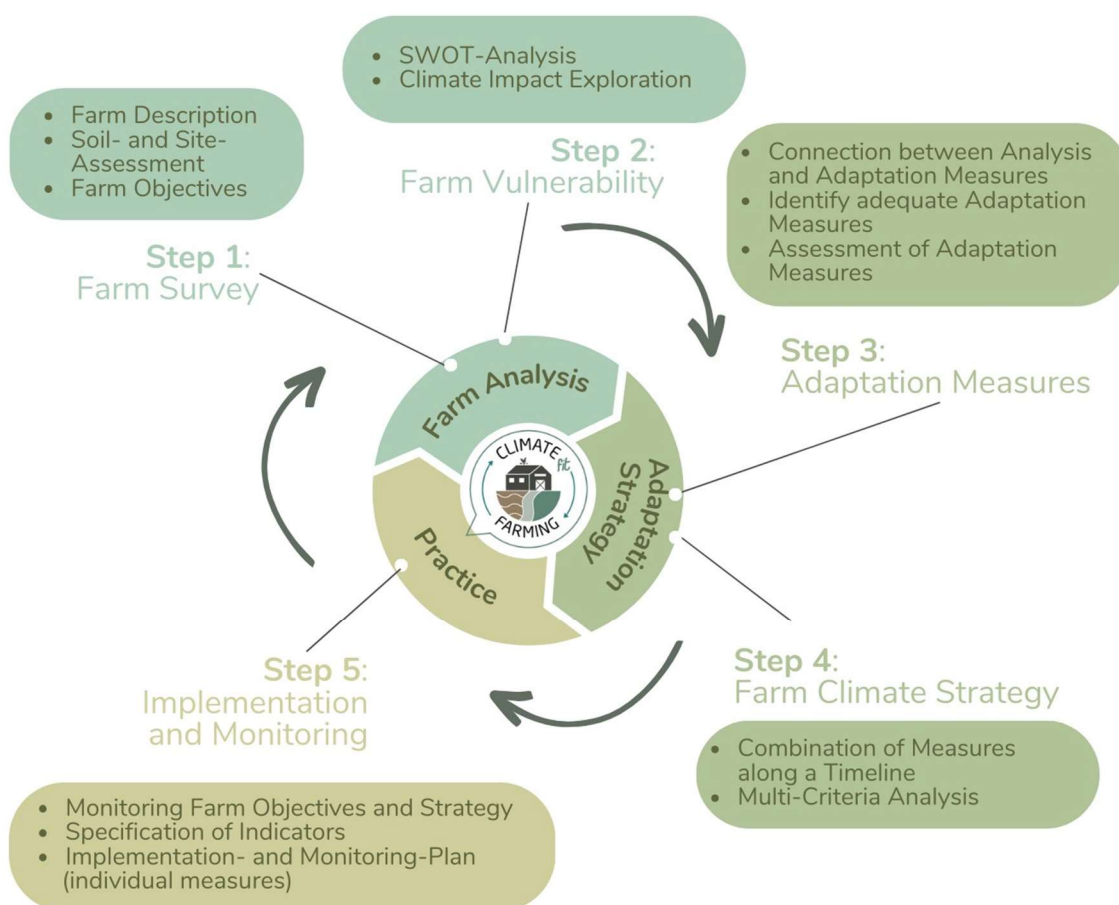 • Farm Description
• Soil- and Site-
Assessment
• Farm Objectives
Step 1:
Farm Survey
• SWOT-Analysis
• Climate Impact Exploration
Step 2:
Farm Vulnerability
• Connection between Analysis
and Adaptation Measures
• Identify adequate Adaptation
Measures
• Assessment of Adaptation
Measures
Step 3:
Adaptation Measures
Farm Analysis
Adaptation
Strategy
Practice
CLIMATE
fit
FARMING
Step 4:
Farm Climate Strategy
• Combination of Measures
along a Timeline
• Multi-Criteria Analysis
Step 5:
Implementation
and Monitoring
• Monitoring Farm Objectives and Strategy
• Specification of Indicators
• Implementation- and Monitoring-Plan
(individual measures)